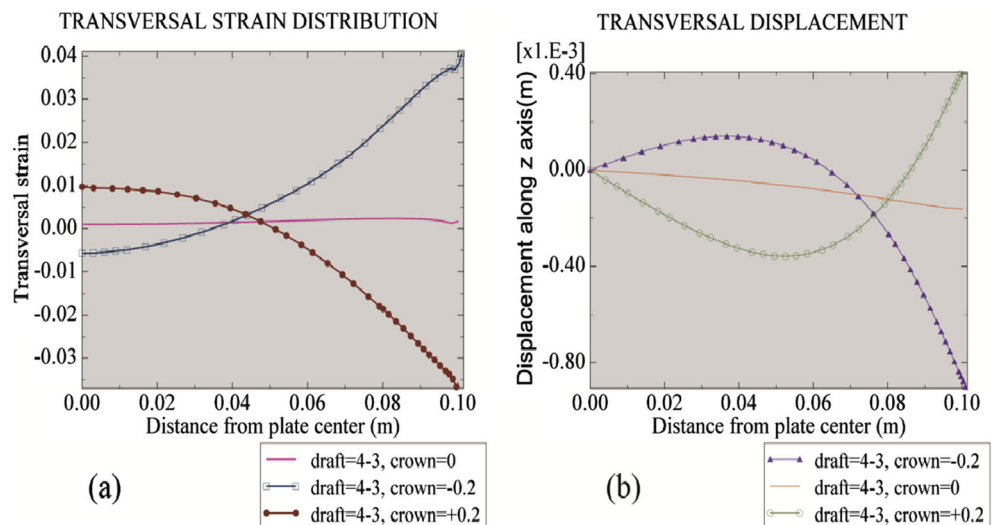 TRANSVERSAL STRAIN DISTRIBUTION
Transversal strain
0.04
0.03
0.02
0.01
0.00
-0.01
-0.02
-0.03
0.00 0.02 0.04 0.06 0.08 0.10
Distance from plate center (m)
(a)
draft=4-3, crown=0
draft=4-3, crown=-0.2
draft=4-3, crown=+0.2
TRANSVERSAL DISPLACEMENT
[x1.E-3]
Displacement along z axis(m)
0.40
0.00
-0.40
-0.80
0.00 0.02 0.04 0.06 0.08 0.10
Distance from plate center (m)
(b)
draft=4-3, crown=-0.2
draft=4-3, crown=0
draft=4-3, crown=+0.2